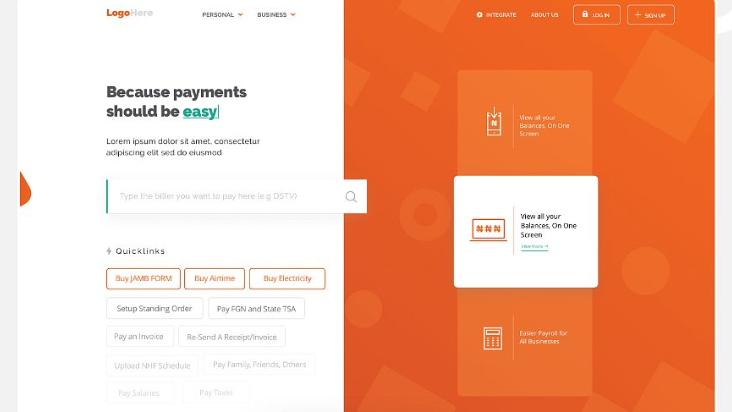 LogoHere
PERSONAL
BUSINESS
INTEGRATE
ABOUT US
LOG IN
SIGN UP
Because payments
should be easy
Lorem ipsum dolor sit amet, consectetur
adipiscing elit sed do eiusmod
Type the biller you want to pay here (e.g DSTV)
Quicklinks
Buy JAMB FORM
Buy Airtime
Buy Electricity
Setup Standing Order
Pay FGN and State TSA
Pay an Invoice
Re-Send A Receipt/Invoice
Upload NHF Schedule
Pay Family, Friends, Others
Pay Salaries
Pay Taxes
View all your
Balances, On One
Screen
₦
View all your
Balances, On One
Screen
View more
₦ ₦ ₦
Easier Payroll for
All Businesses